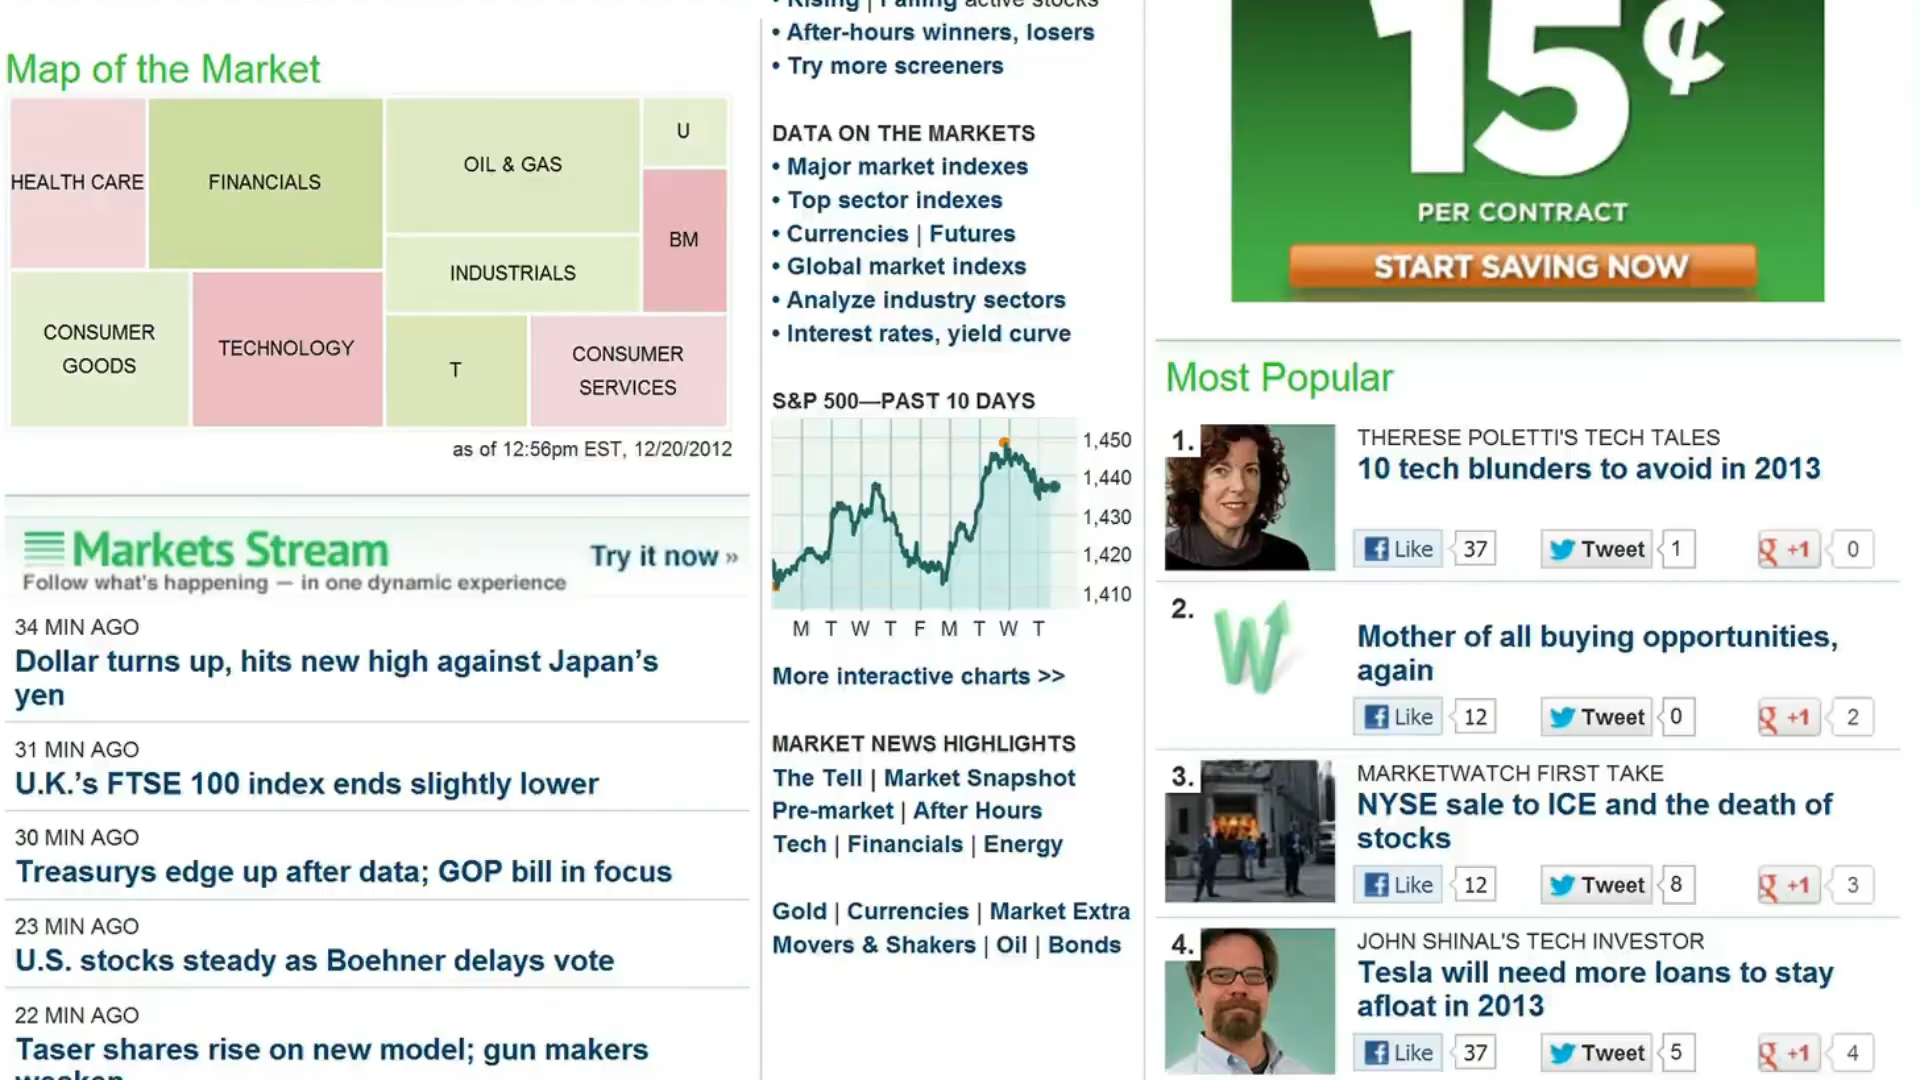 Map of the Market
HEALTH CARE
FINANCIALS
OIL & GAS
U
BM
INDUSTRIALS
CONSUMER
GOODS
TECHNOLOGY
T
CONSUMER
SERVICES
as of 12:56pm EST, 12/20/2012
Markets Stream
Try it now »
Follow what's happening — in one dynamic experience
34 MIN AGO
Dollar turns up, hits new high against Japan’s
yen
31 MIN AGO
U.K.’s FTSE 100 index ends slightly lower
30 MIN AGO
Treasurys edge up after data; GOP bill in focus
23 MIN AGO
U.S. stocks steady as Boehner delays vote
22 MIN AGO
Taser shares rise on new model; gun makers
weaken
• Rising | Falling active stocks
• After-hours winners, losers
• Try more screeners
DATA ON THE MARKETS
• Major market indexes
• Top sector indexes
• Currencies | Futures
• Global market indexs
• Analyze industry sectors
• Interest rates, yield curve
S&P 500—PAST 10 DAYS
1,450
1,440
1,430
1,420
1,410
M T W T F M T W T
More interactive charts >>
MARKET NEWS HIGHLIGHTS
The Tell | Market Snapshot
Pre-market | After Hours
Tech | Financials | Energy
Gold | Currencies | Market Extra
Movers & Shakers | Oil | Bonds
15¢
PER CONTRACT
START SAVING NOW
Most Popular
1.
THERESE POLETTI'S TECH TALES
10 tech blunders to avoid in 2013
Like 37 Tweet 1 +1 0
2.
Mother of all buying opportunities,
again
Like 12 Tweet 0 +1 2
3.
MARKETWATCH FIRST TAKE
NYSE sale to ICE and the death of
stocks
Like 12 Tweet 8 +1 3
4.
JOHN SHINAL'S TECH INVESTOR
Tesla will need more loans to stay
afloat in 2013
Like 37 Tweet 5 +1 4